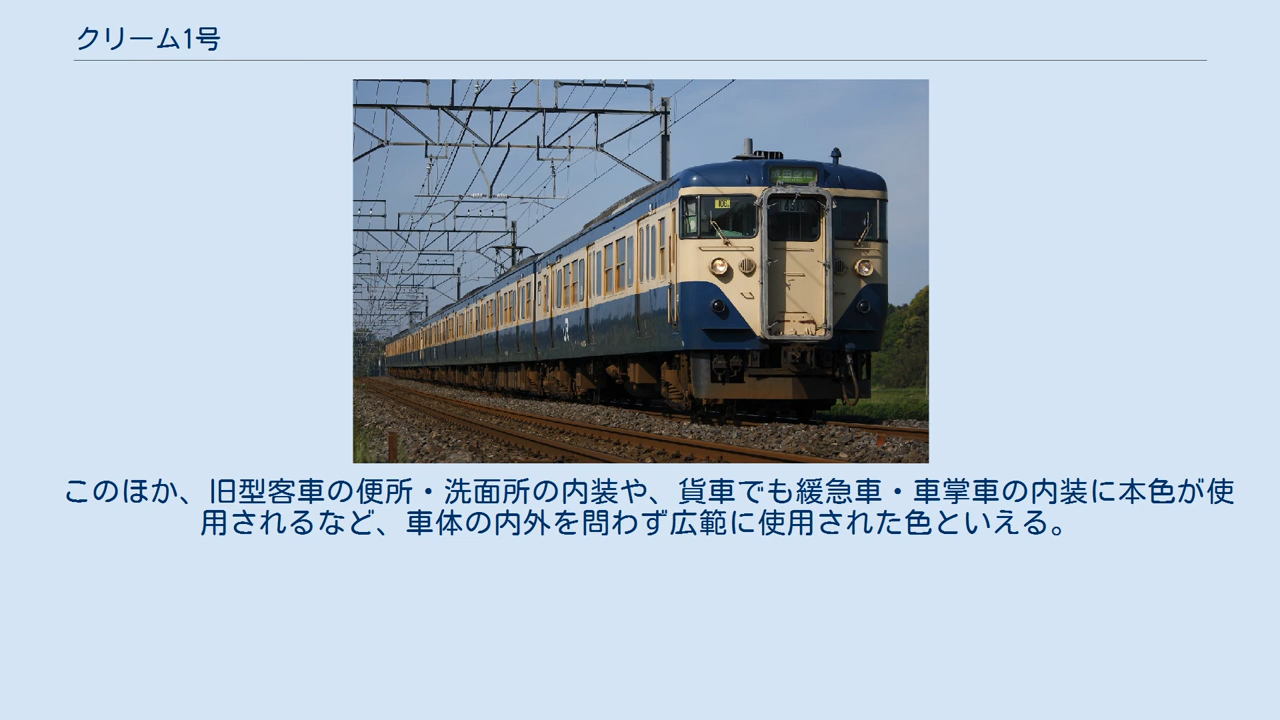 クリーム1号
JR
このほか、旧型客車の便所・洗面所の内装や、貨車でも緩急車・車掌車の内装に本色が使
用されるなど、車体の内外を問わず広範に使用された色といえる。